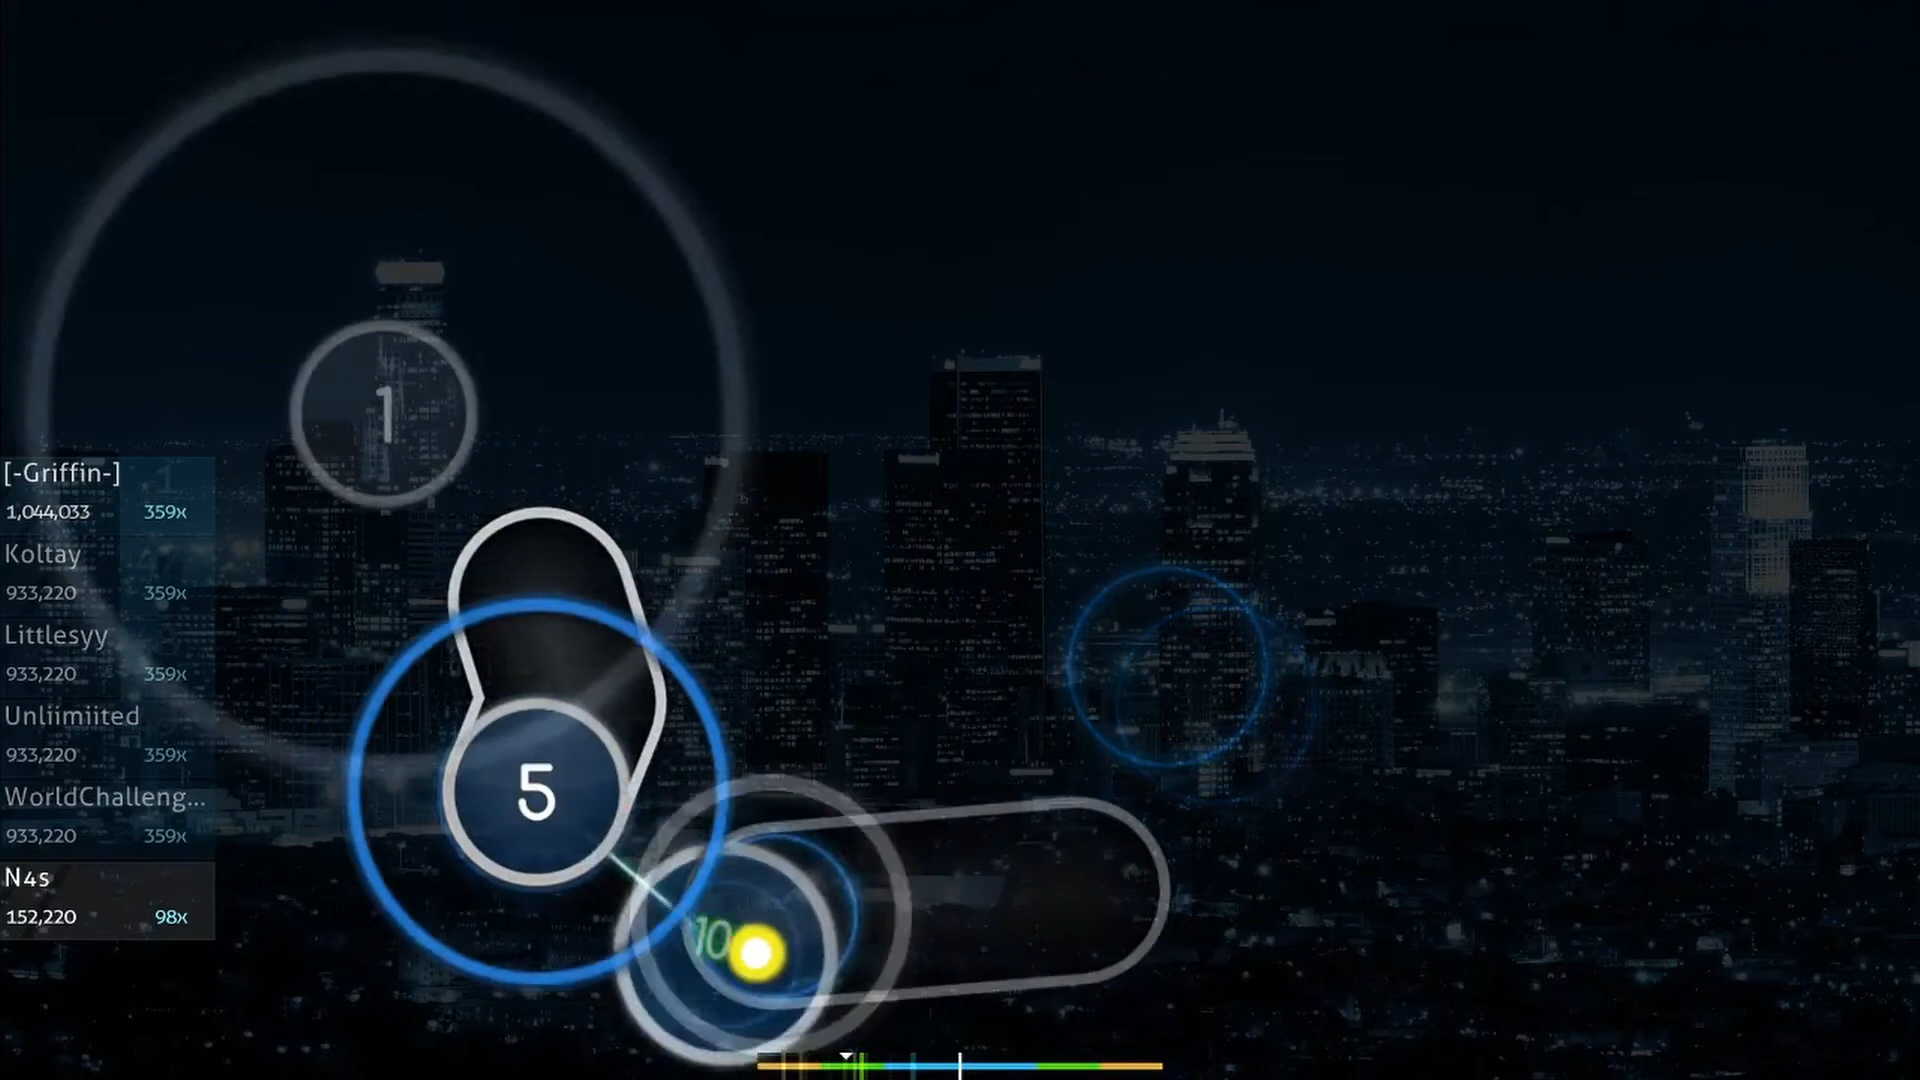 1
[-Griffin-]
1,044,033 359x
Koltay
933,220 359x
Littlesyy
933,220 359x
Unliimiited
933,220 359x
WorldChalleng...
933,220 359x
N4s
152,220 98x
5
10